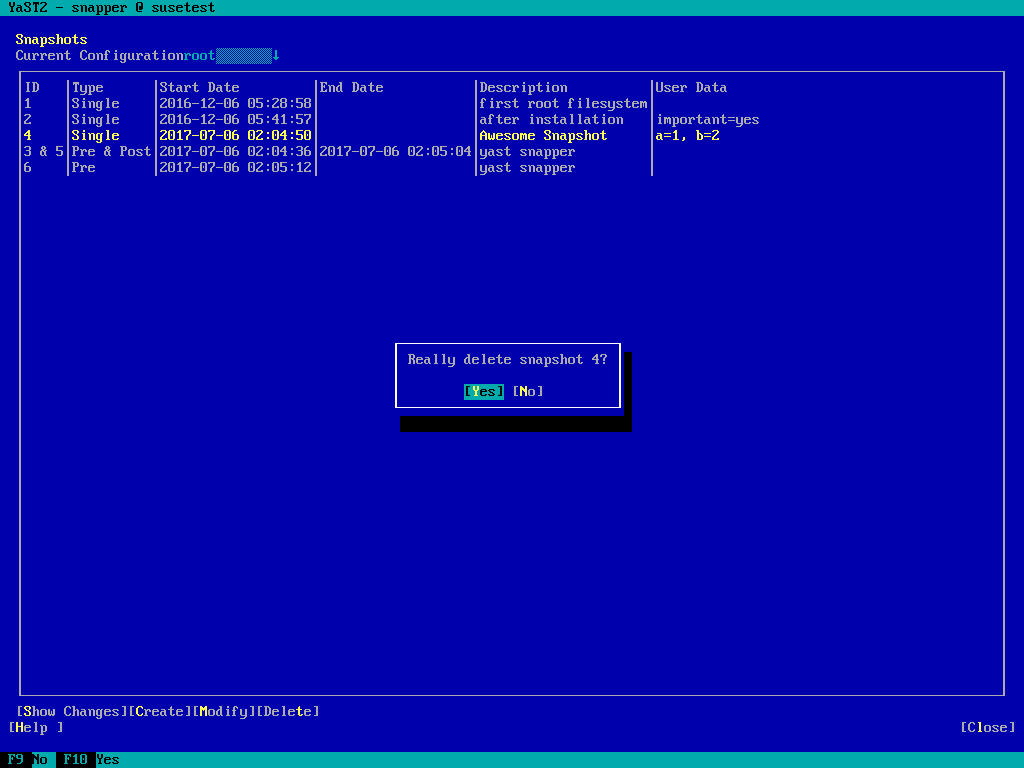 YaST2 - snapper @ susetest
Snapshots
Current Configuration root ↓
ID |Type |Start Date |End Date |Description |User Data
1 |Single |2016-12-06 05:28:58| |first root filesystem|
2 |Single |2016-12-06 05:41:57| |after installation |important=yes
4 |Single |2017-07-06 02:04:50| |Awesome Snapshot |a=1, b=2
3 & 5|Pre & Post|2017-07-06 02:04:36|2017-07-06 02:05:04|yast snapper |
6 |Pre |2017-07-06 02:05:12| |yast snapper |
Really delete snapshot 4?
[Yes] [No]
[Show Changes][Create][Modify][Delete]
[Help ] [Close]
F9 No F10 Yes